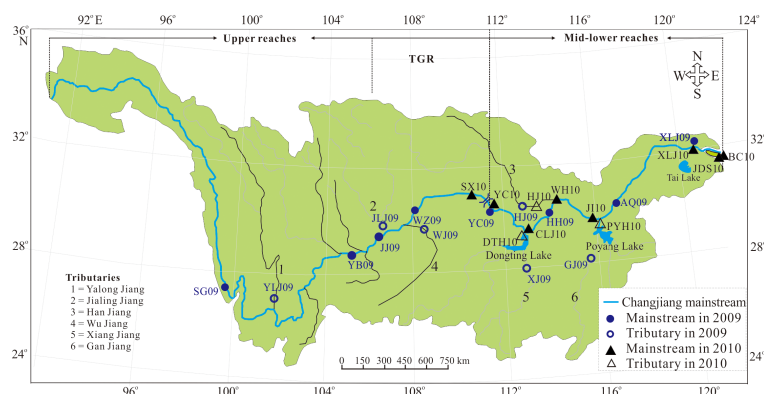 36° 92°E 96° 98° 100° 102° 104° 106° 108° 110° 112° 114° 116° 120° 124°
N
Upper reaches
TGR
Mid-lower reaches
N
W E
S
32°
32°
28°
28°
24°
24°
XLJ09
XLJ10
BC10
JDS10
Tai Lake
3
SX10
YC10
HJ10
WH10
HJ09
AQ09
JJ10
2
JLJ09
WZ09
YC09
HH09
PYH10
JJ09
WJ09
CLJ10
DTH10
Poyang Lake
Dongting Lake
YB09
4
GJ09
XJ09
1
YLJ09
SG09
5
6
Tributaries
1 = Yalong Jiang
2 = Jialing Jiang
3 = Han Jiang
4 = Wu Jiang
5 = Xiang Jiang
6 = Gan Jiang
0 150 300 450 600 750 km
Changjiang mainstream
Mainstream in 2009
Tributary in 2009
Mainstream in 2010
Tributary in 2010
96° 100° 104° 108° 112° 116° 120°